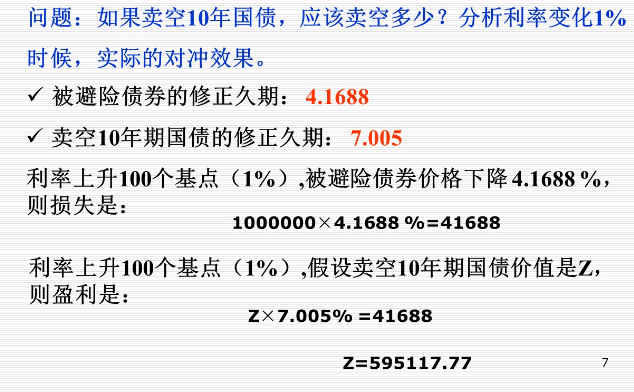 问题：如果卖空10年国债，应该卖空多少？分析利率变化1%
时候，实际的对冲效果。
✓ 被避险债券的修正久期： 4.1688
✓ 卖空10年期国债的修正久期： 7.005
利率上升100个基点（1%）,被避险债券价格下降 4.1688 %，
则损失是：
1000000×4.1688 %=41688
利率上升100个基点（1%）,假设卖空10年期国债价值是Z，
则盈利是：
Z×7.005% =41688
Z=595117.77
7